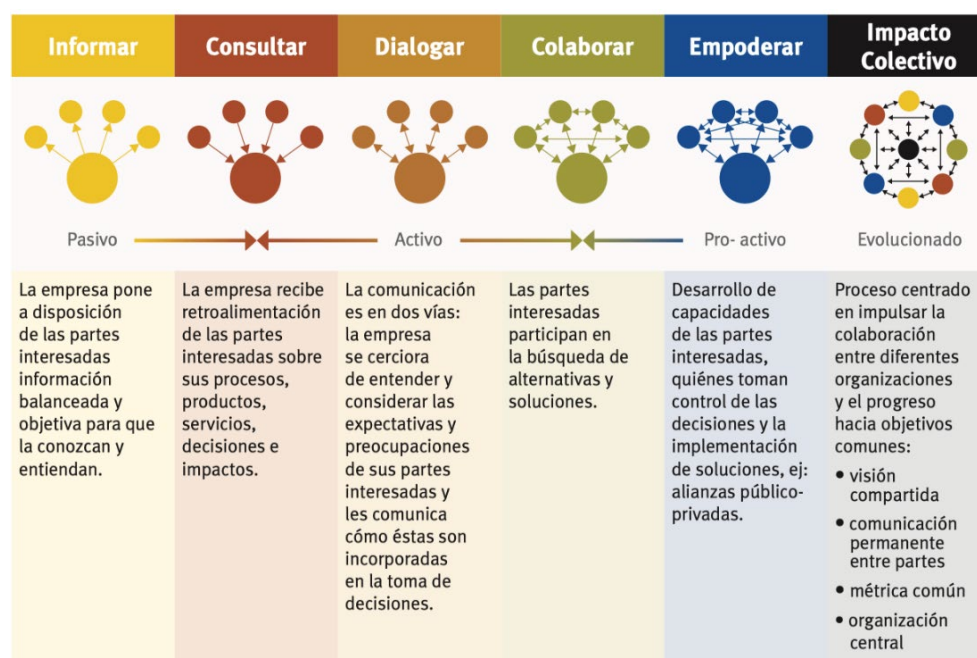 Informar
Consultar
Dialogar
Colaborar
Empoderar
Impacto
Colectivo
Pasivo
Activo
Pro- activo
Evolucionado
La empresa pone
a disposición
de las partes
interesadas
información
balanceada y
objetiva para que
la conozcan y
entiendan.
La empresa recibe
retroalimentación
de las partes
interesadas sobre
sus procesos,
productos,
servicios,
decisiones e
impactos.
La comunicación
es en dos vías:
la empresa
se cerciora
de entender y
considerar las
expectativas y
preocupaciones
de sus partes
interesadas y
les comunica
cómo éstas son
incorporadas
en la toma de
decisiones.
Las partes
interesadas
participan en
la búsqueda de
alternativas y
soluciones.
Desarrollo de
capacidades
de las partes
interesadas,
quiénes toman
control de las
decisiones y la
implementación
de soluciones, ej:
alianzas público-
privadas.
Proceso centrado
en impulsar la
colaboración
entre diferentes
organizaciones
y el progreso
hacia objetivos
comunes:
• visión
compartida
• comunicación
permanente
entre partes
• métrica común
• organización
central